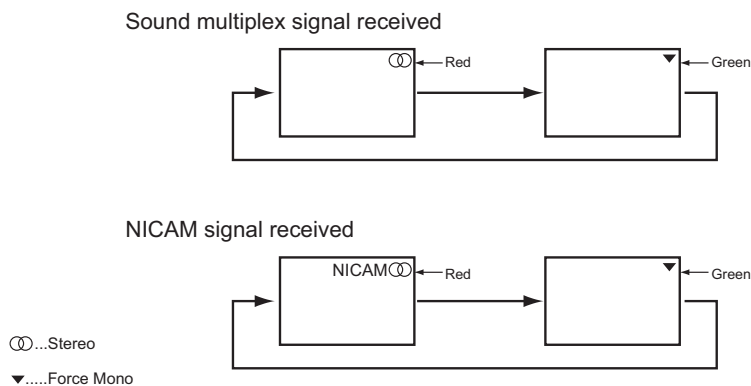 Sound multiplex signal received
Red
Green
NICAM signal received
NICAM
Red
Green
...Stereo
▼.....Force Mono